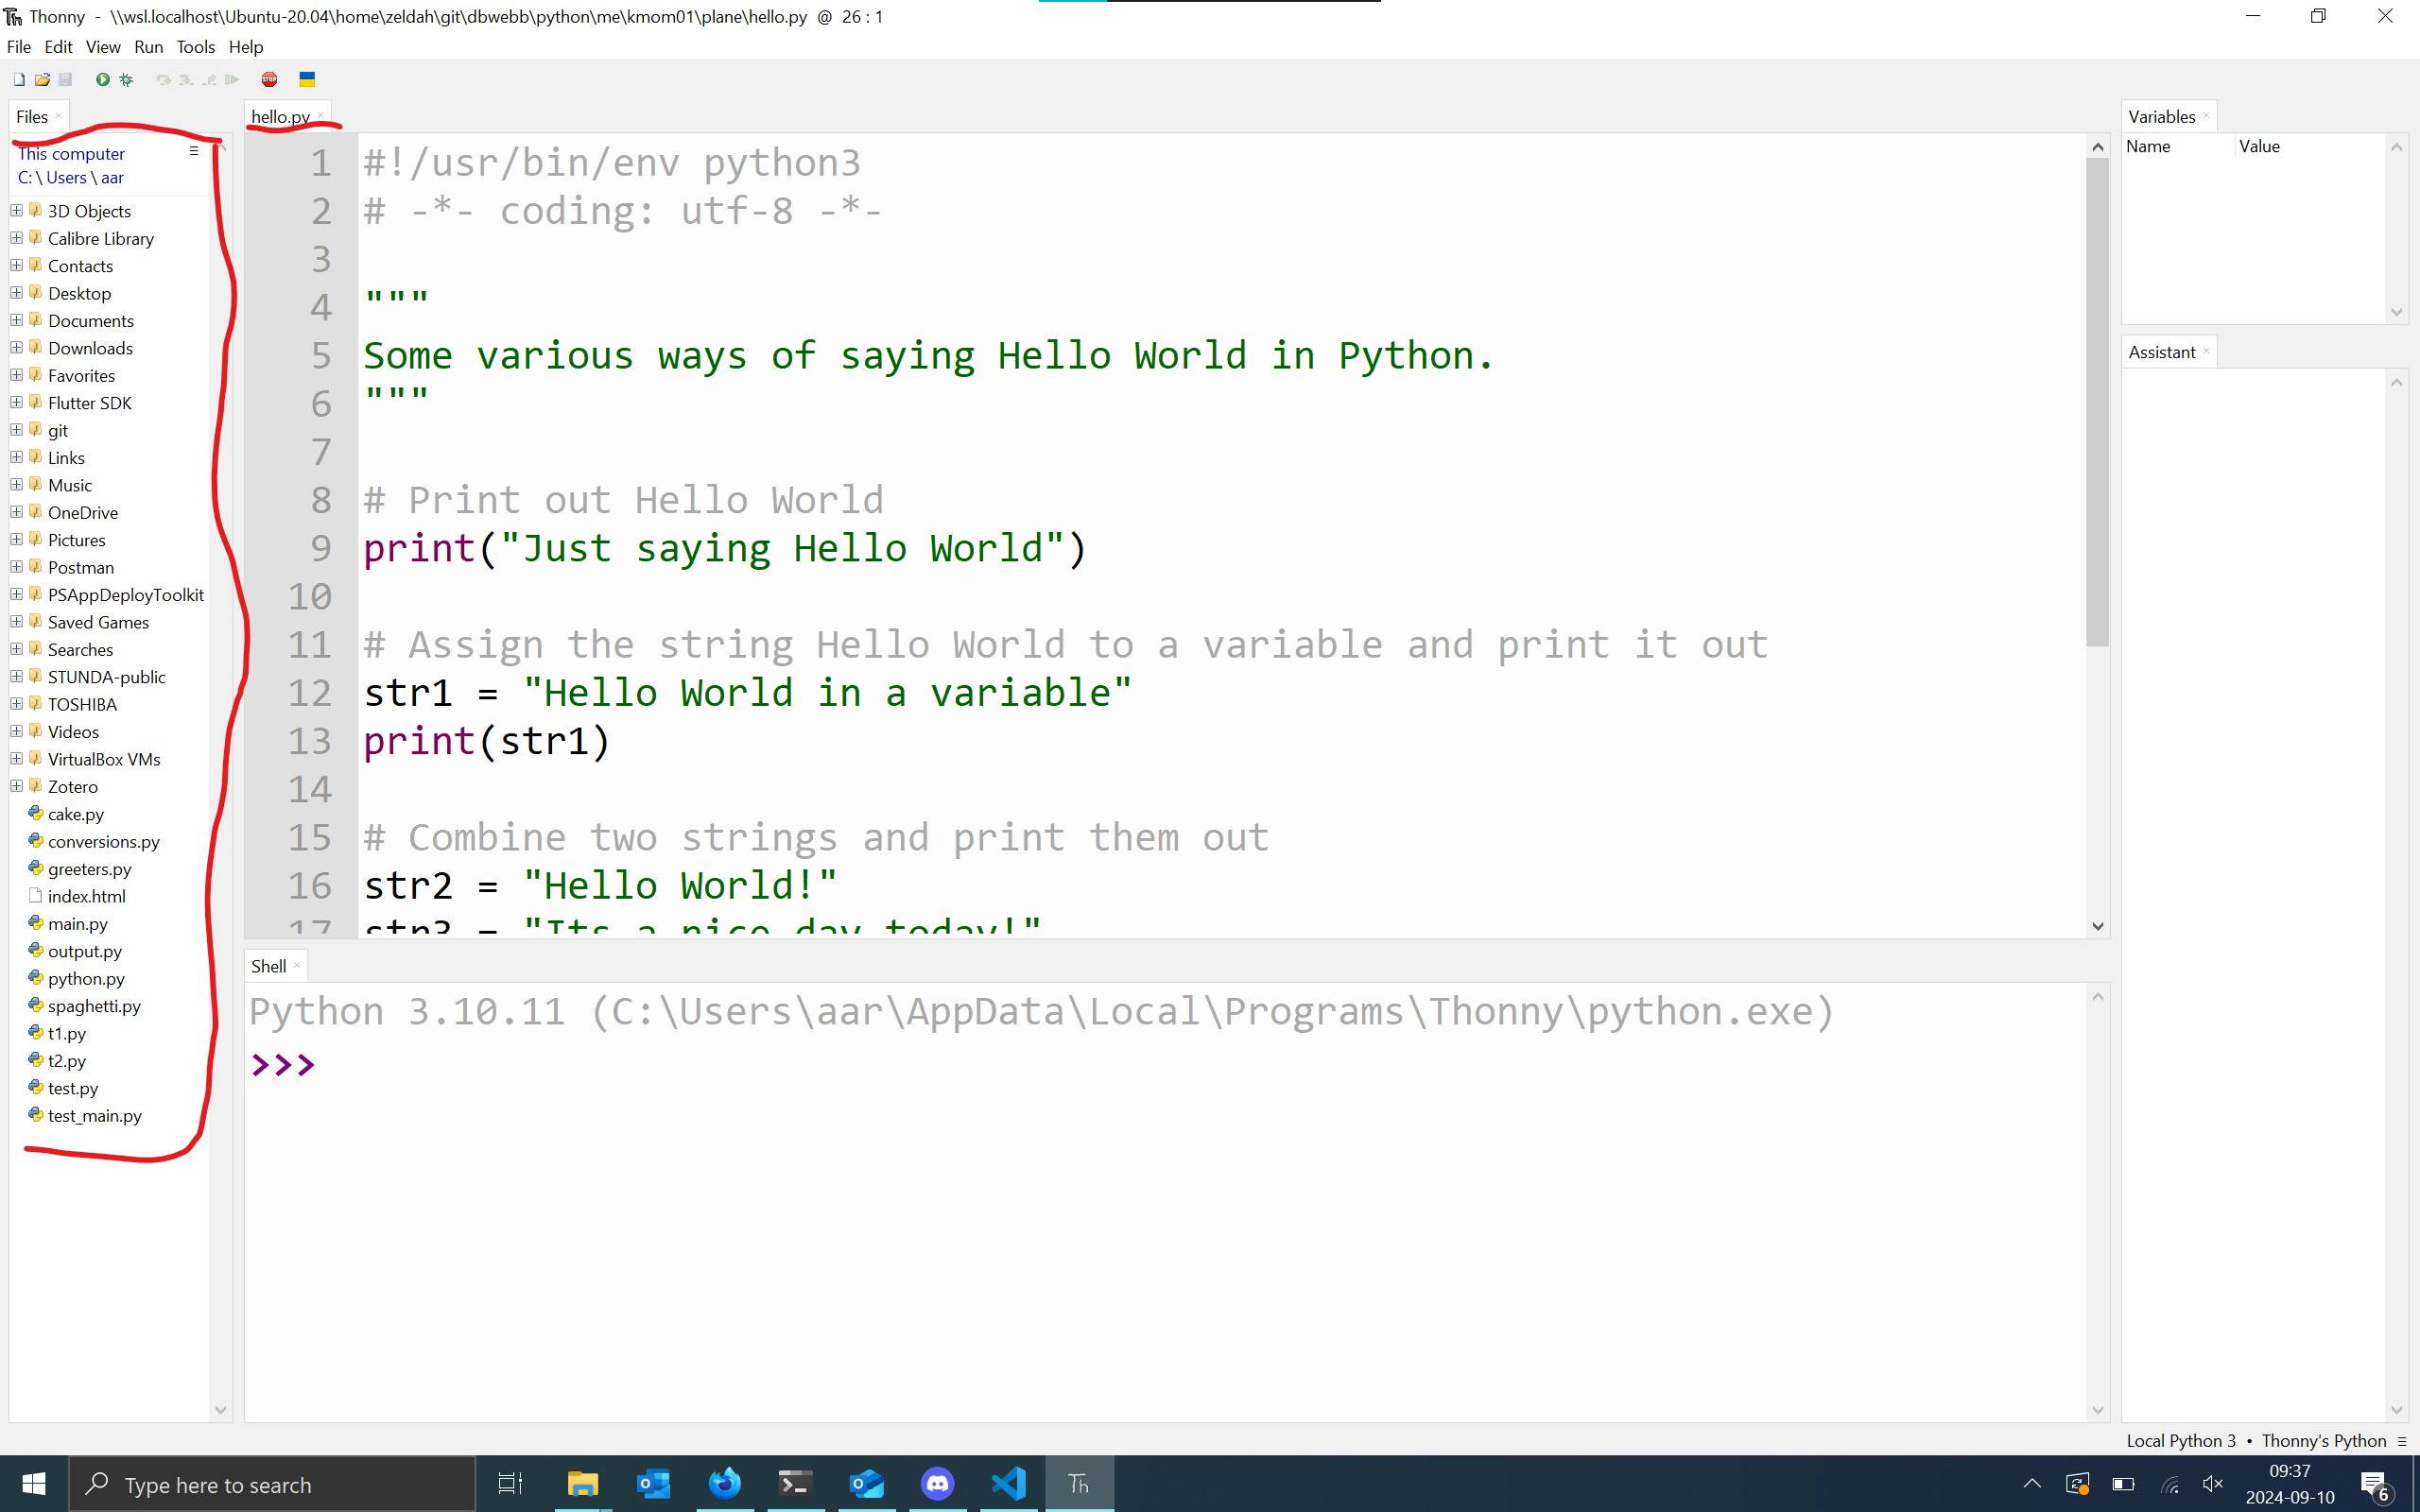 Thonny - \\wsl.localhost\Ubuntu-20.04\home\zeldah\git\dbwebb\python\me\kmom01\plane\hello.py @ 26 : 1
File Edit View Run Tools Help
STOP
Files
This computer
C: \ Users \ aar
3D Objects
Calibre Library
Contacts
Desktop
Documents
Downloads
Favorites
Flutter SDK
git
Links
Music
OneDrive
Pictures
Postman
PSAppDeployToolkit
Saved Games
Searches
STUNDA-public
TOSHIBA
Videos
VirtualBox VMs
Zotero
cake.py
conversions.py
greeters.py
index.html
main.py
output.py
python.py
spaghetti.py
t1.py
t2.py
test.py
test_main.py
hello.py
1 #!/usr/bin/env python3
2 # -*- coding: utf-8 -*-
3
4 """
5 Some various ways of saying Hello World in Python.
6 """
7
8 # Print out Hello World
9 print("Just saying Hello World")
10
11 # Assign the string Hello World to a variable and print it out
12 str1 = "Hello World in a variable"
13 print(str1)
14
15 # Combine two strings and print them out
16 str2 = "Hello World!"
17 str3 = "Its a nice day today!"
Shell
Python 3.10.11 (C:\Users\aar\AppData\Local\Programs\Thonny\python.exe)
>>>
Variables
Name Value
Assistant
Local Python 3 • Thonny's Python
Type here to search
Th
09:37
2024-09-10
6